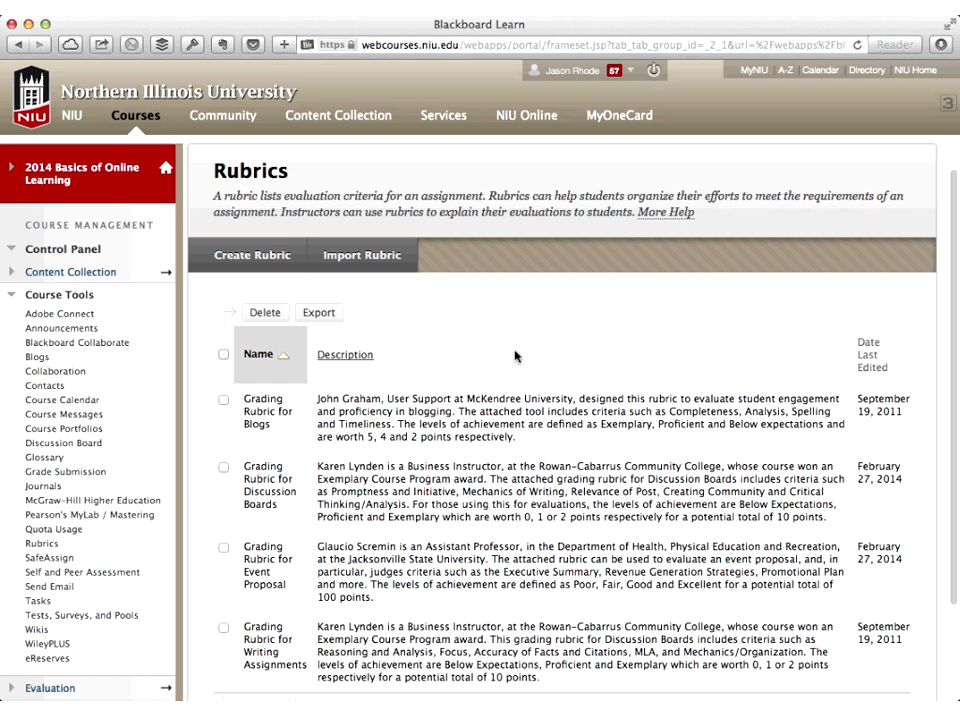 Blackboard Learn
https webcourses.niu.edu/webapps/portal/frameset.jsp?tab_tab_group_id=_2_1&url=%2Fwebapps%2Fbl
Reader
Jason Rhode 57
MyNIU A-Z Calendar Directory NIU Home
NIU
Northern Illinois University
NIU Courses Community Content Collection Services NIU Online MyOneCard
3
2014 Basics of Online
Learning
COURSE MANAGEMENT
Control Panel
Content Collection
Course Tools
Adobe Connect
Announcements
Blackboard Collaborate
Blogs
Collaboration
Contacts
Course Calendar
Course Messages
Course Portfolios
Discussion Board
Glossary
Grade Submission
Journals
McGraw-Hill Higher Education
Pearson's MyLab / Mastering
Quota Usage
Rubrics
SafeAssign
Self and Peer Assessment
Send Email
Tasks
Tests, Surveys, and Pools
Wikis
WileyPLUS
eReserves
Evaluation
Rubrics
A rubric lists evaluation criteria for an assignment. Rubrics can help students organize their efforts to meet the requirements of an
assignment. Instructors can use rubrics to explain their evaluations to students. More Help
Create Rubric Import Rubric
Delete Export
Name
Description
Date
Last
Edited
Grading
Rubric for
Blogs
John Graham, User Support at McKendree University, designed this rubric to evaluate student engagement
and proficiency in blogging. The attached tool includes criteria such as Completeness, Analysis, Spelling
and Timeliness. The levels of achievement are defined as Exemplary, Proficient and Below expectations and
are worth 5, 4 and 2 points respectively.
September
19, 2011
Grading
Rubric for
Discussion
Boards
Karen Lynden is a Business Instructor, at the Rowan-Cabarrus Community College, whose course won an
Exemplary Course Program award. The attached grading rubric for Discussion Boards includes criteria such
as Promptness and Initiative, Mechanics of Writing, Relevance of Post, Creating Community and Critical
Thinking/Analysis. For those using this for evaluations, the levels of achievement are Below Expectations,
Proficient and Exemplary which are worth 0, 1 or 2 points respectively for a potential total of 10 points.
February
27, 2014
Grading
Rubric for
Event
Proposal
Glaucio Scremin is an Assistant Professor, in the Department of Health, Physical Education and Recreation,
at the Jacksonville State University. The attached rubric can be used to evaluate an event proposal, and, in
particular, judges criteria such as the Executive Summary, Revenue Generation Strategies, Promotional Plan
and more. The levels of achievement are defined as Poor, Fair, Good and Excellent for a potential total of
100 points.
February
27, 2014
Grading
Rubric for
Writing
Assignments
Karen Lynden is a Business Instructor, at the Rowan-Cabarrus Community College, whose course won an
Exemplary Course Program award. This grading rubric for Discussion Boards includes criteria such as
Reasoning and Analysis, Focus, Accuracy of Facts and Citations, MLA, and Mechanics/Organization. The
levels of achievement are Below Expectations, Proficient and Exemplary which are worth 0, 1 or 2 points
respectively for a potential total of 10 points.
September
19, 2011